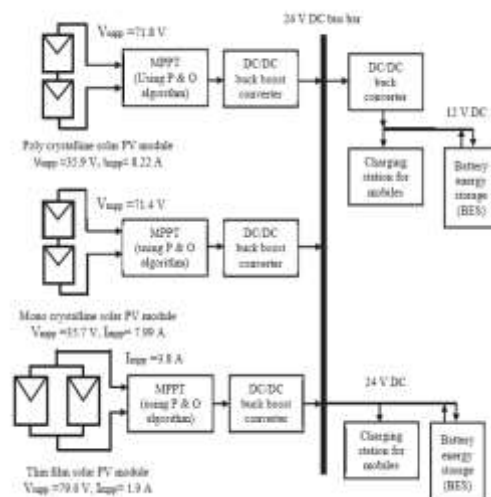 24 V DC bus bar
Vmpp =71.8 V
MPPT
(Using P & O
algorithm)
DC/DC
buck boost
converter
DC/DC
buck
converter
12 V DC
Poly crystalline solar PV module
Vmpp =35.9 V, Impp= 8.22 A
Charging
station for
mobiles
Battery
energy
storage
(BES)
Vmpp =71.4 V
MPPT
(using P & O
algorithm)
DC/DC
buck boost
converter
Mono crystalline solar PV module
Vmpp =35.7 V, Impp= 7.99 A
Impp =3.8 A
MPPT
(using P & O
algorithm)
DC/DC
buck boost
converter
24 V DC
Charging
station for
mobiles
Battery
energy
storage
(BES)
Thin film solar PV module
Vmpp =79.0 V, Impp= 1.9 A